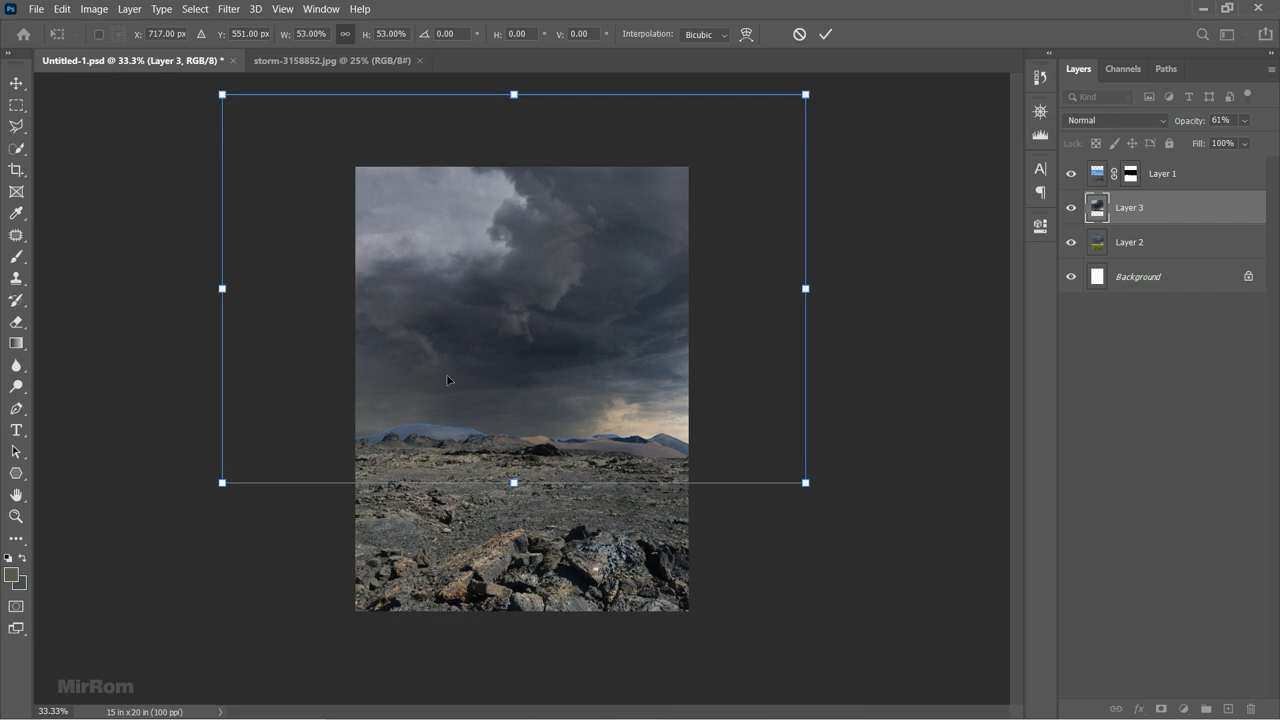 Ps File Edit Image Layer Type Select Filter 3D View Window Help
X: 717.00 px Y: 551.00 px W: 53.00% H: 53.00% 0.00 ° H: 0.00 ° V: 0.00 ° Interpolation: Bicubic
Untitled-1.psd @ 33.3% (Layer 3, RGB/8) * × storm-3158852.jpg @ 25% (RGB/8#) ×
Layers Channels Paths
Kind
Normal Opacity: 61%
Lock: Fill: 100%
Layer 1
Layer 3
Layer 2
Background
MirRom
33.33% 15 in x 20 in (100 ppi)